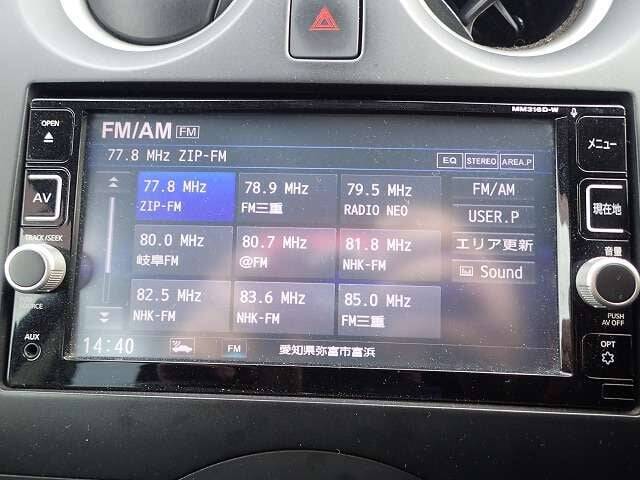 MM316D-W
OPEN
FM/AM FM
メニュー
77.8 MHz ZIP-FM
EQ STEREO AREA.P
77.8 MHz
ZIP-FM
78.9 MHz
FM三重
79.5 MHz
RADIO NEO
FM/AM
AV
USER.P
現在地
80.0 MHz
岐阜FM
80.7 MHz
@FM
81.8 MHz
NHK-FM
エリア更新
TRACK/SEEK
音量
Sound
82.5 MHz
NHK-FM
83.6 MHz
NHK-FM
85.0 MHz
FM三重
PUSH
AV OFF
AUX
14:40
FM
愛知県弥富市富浜
OPT